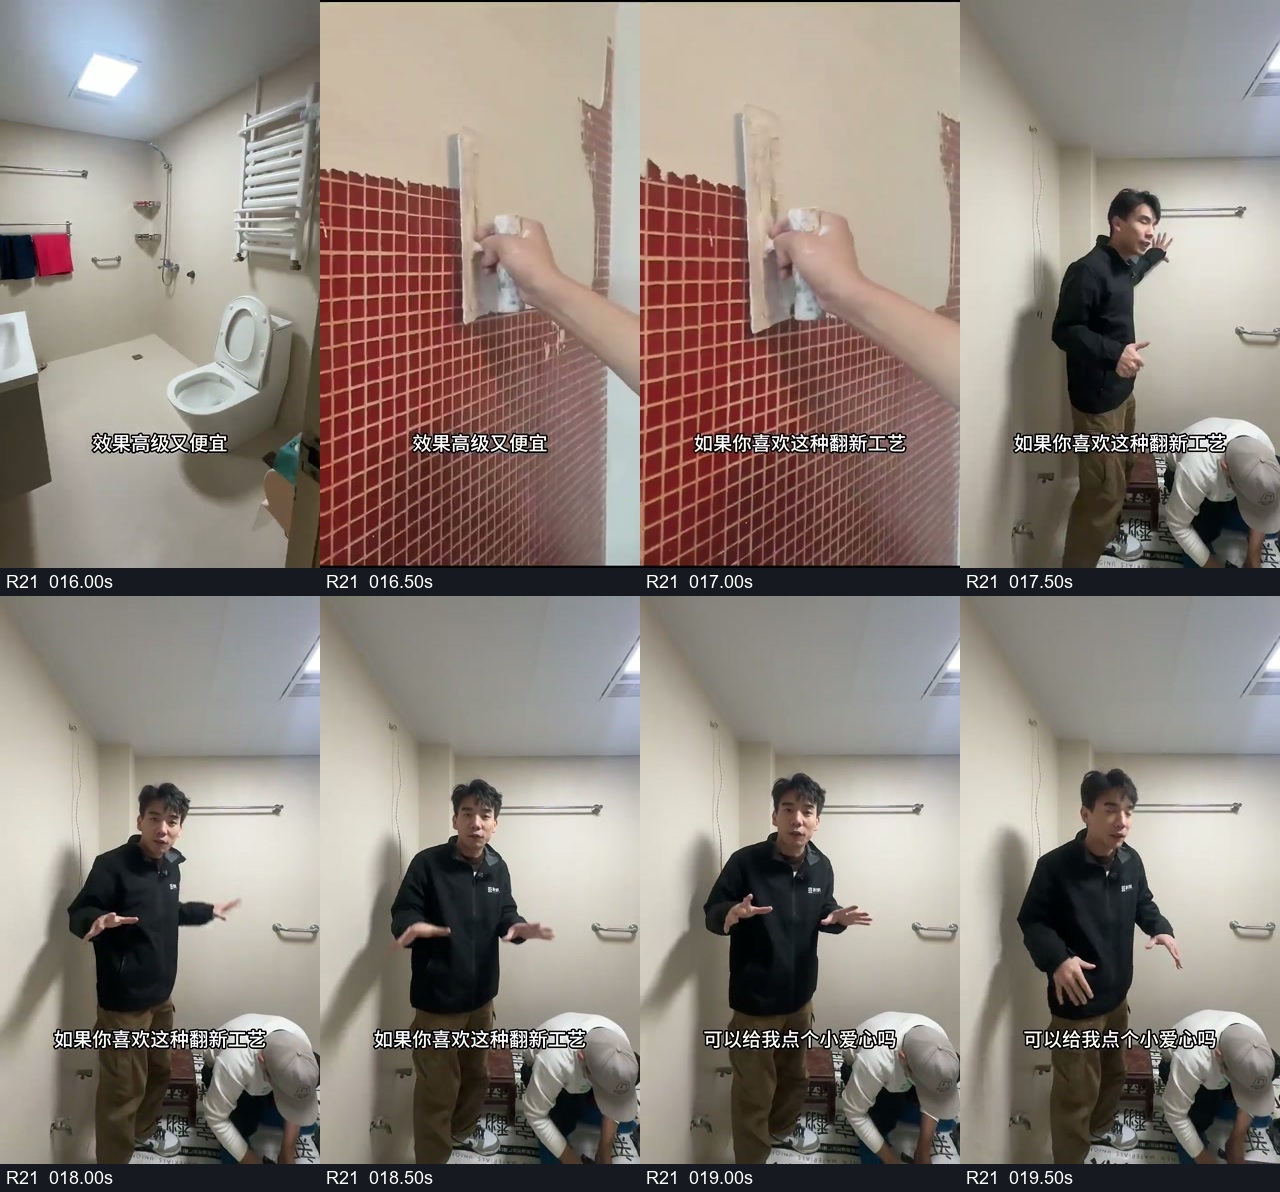 效果高级又便宜
效果高级又便宜
如果你喜欢这种翻新工艺
如果你喜欢这种翻新工艺
R21 016.00s
R21 016.50s
R21 017.00s
R21 017.50s
如果你喜欢这种翻新工艺
如果你喜欢这种翻新工艺
可以给我点个小爱心吗
可以给我点个小爱心吗
R21 018.00s
R21 018.50s
R21 019.00s
R21 019.50s